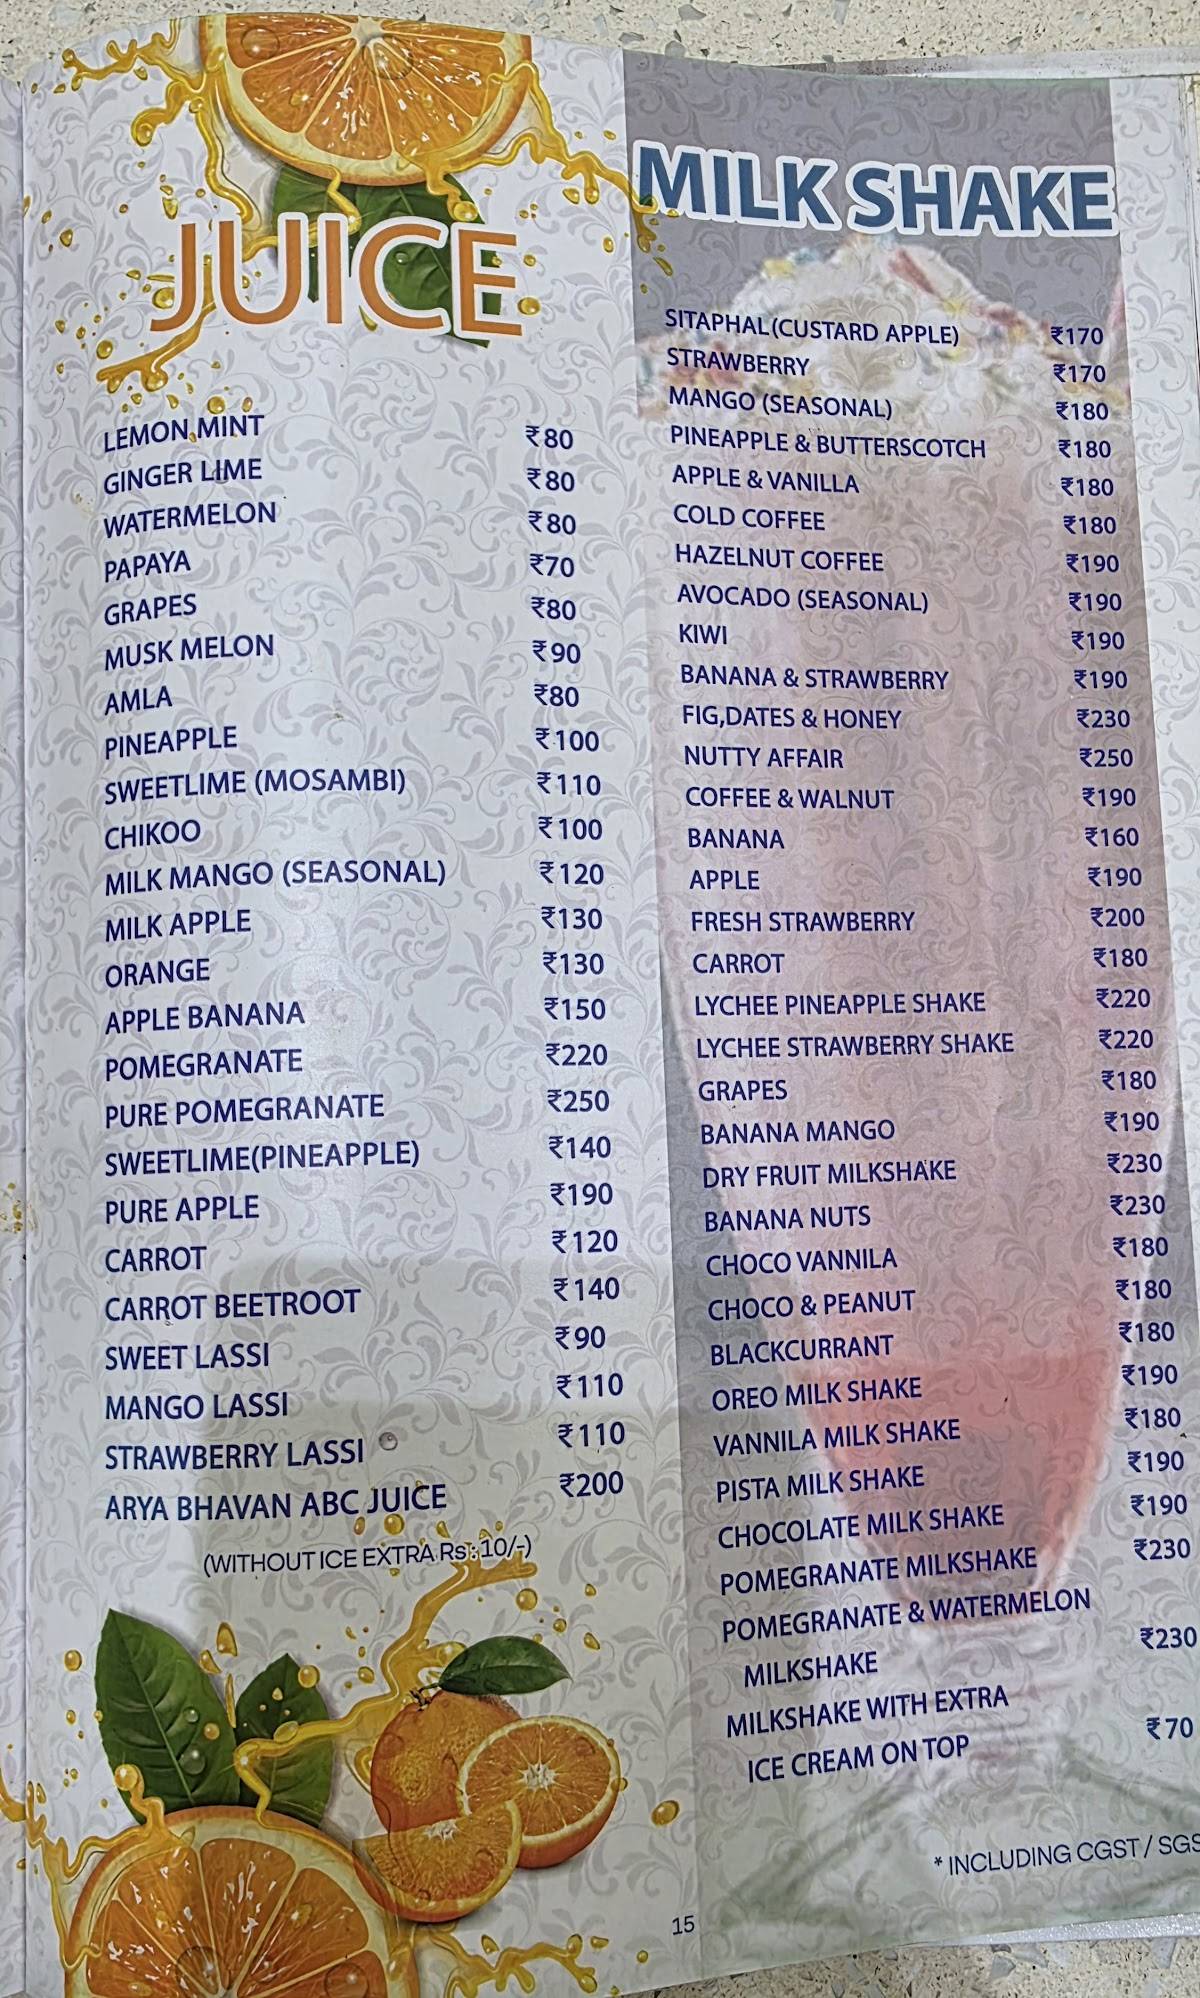 JUICE
LEMON MINT ₹80
GINGER LIME ₹80
WATERMELON ₹80
PAPAYA ₹70
GRAPES ₹80
MUSK MELON ₹90
AMLA ₹80
PINEAPPLE ₹100
SWEETLIME (MOSAMBI) ₹110
CHIKOO ₹100
MILK MANGO (SEASONAL) ₹120
MILK APPLE ₹130
ORANGE ₹130
APPLE BANANA ₹150
POMEGRANATE ₹220
PURE POMEGRANATE ₹250
SWEETLIME(PINEAPPLE) ₹140
PURE APPLE ₹190
CARROT ₹120
CARROT BEETROOT ₹140
SWEET LASSI ₹90
MANGO LASSI ₹110
STRAWBERRY LASSI ₹110
ARYA BHAVAN ABC JUICE ₹200
(WITHOUT ICE EXTRA Rs :10/-)
MILK SHAKE
SITAPHAL(CUSTARD APPLE) ₹170
STRAWBERRY ₹170
MANGO (SEASONAL) ₹180
PINEAPPLE & BUTTERSCOTCH ₹180
APPLE & VANILLA ₹180
COLD COFFEE ₹180
HAZELNUT COFFEE ₹190
AVOCADO (SEASONAL) ₹190
KIWI ₹190
BANANA & STRAWBERRY ₹190
FIG,DATES & HONEY ₹230
NUTTY AFFAIR ₹250
COFFEE & WALNUT ₹190
BANANA ₹160
APPLE ₹190
FRESH STRAWBERRY ₹200
CARROT ₹180
LYCHEE PINEAPPLE SHAKE ₹220
LYCHEE STRAWBERRY SHAKE ₹220
GRAPES ₹180
BANANA MANGO ₹190
DRY FRUIT MILKSHAKE ₹230
BANANA NUTS ₹230
CHOCO VANNILA ₹180
CHOCO & PEANUT ₹180
BLACKCURRANT ₹180
OREO MILK SHAKE ₹190
VANNILA MILK SHAKE ₹180
PISTA MILK SHAKE ₹190
CHOCOLATE MILK SHAKE ₹190
POMEGRANATE MILKSHAKE ₹230
POMEGRANATE & WATERMELON
MILKSHAKE ₹230
MILKSHAKE WITH EXTRA
ICE CREAM ON TOP ₹70
* INCLUDING CGST / SGS
15